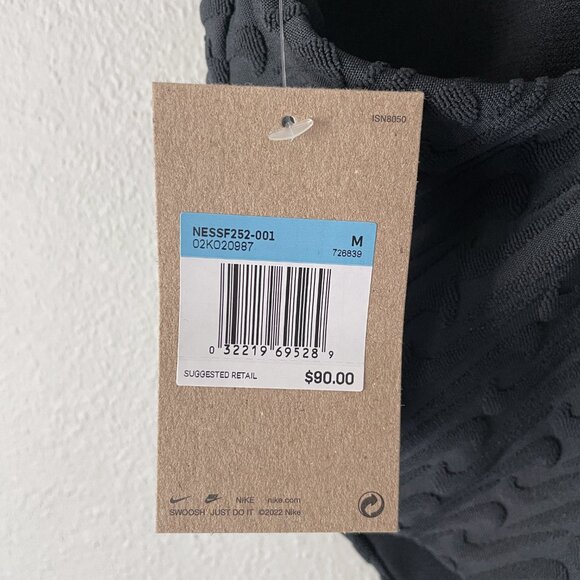 ISN8050
NESSF252-001
02KO20987
M
726839
0 32219 69528 9
SUGGESTED RETAIL $90.00
NIKE nike.com
SWOOSH JUST DO IT ©2022 Nike